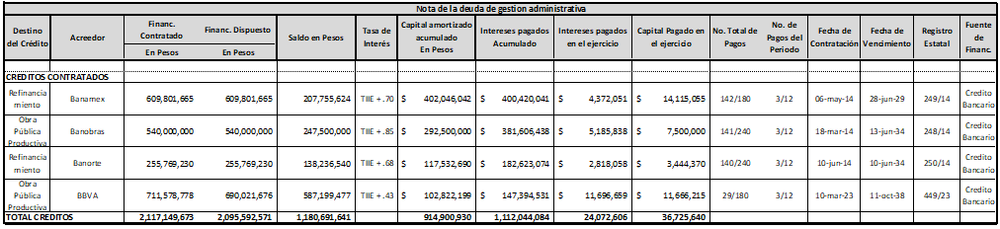 Nota de la deuda de gestion administrativa
Destino del Crédito Acreedor Financ. Contratado Financ. Dispuesto Saldo en Pesos Tasa de Interés Capital amortizado acumulado En Pesos Intereses pagados Acumulado Intereses pagados en el ejercicio Capital Pagado en el ejercicio No. Total de Pagos No. de Pagos del Periodo Fecha de Contratación Fecha de Vencimiento Registro Estatal Fuente de Financ.
En Pesos En Pesos
CREDITOS CONTRATADOS
Refinancia miento Banamex 609,801,665 609,801,665 207,755,624 TIIE + .70 $ 402,046,042 $ 400,420,041 $ 4,372,051 $ 14,115,055 142/180 3/12 06-may-14 28-jun-29 249/14 Credito Bancario
Obra Pública Productiva Banobras 540,000,000 540,000,000 247,500,000 TIIE + .85 $ 292,500,000 $ 381,606,438 $ 5,185,838 $ 7,500,000 141/240 3/12 18-mar-14 13-jun-34 248/14 Credito Bancario
Refinancia miento Banorte 255,769,230 255,769,230 138,236,540 TIIE + .68 $ 117,532,690 $ 182,623,074 $ 2,818,058 $ 3,444,370 140/240 3/12 10-jun-14 10-jun-34 250/14 Credito Bancario
Obra Pública Productiva BBVA 711,578,778 690,021,676 587,199,477 TIIE + .43 $ 102,822,199 $ 147,394,531 $ 11,696,659 $ 11,666,215 29/180 3/12 10-mar-23 11-oct-38 449/23 Credito Bancario
TOTAL CREDITOS 2,117,149,673 2,095,592,571 1,180,691,641 914,900,930 1,112,044,084 24,072,606 36,725,640